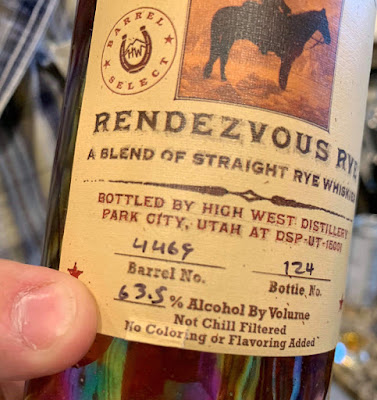 BARREL
HW
SELECT
RENDEZVOUS RYE
A BLEND OF STRAIGHT RYE WHISKIES
BOTTLED BY HIGH WEST DISTILLERY
PARK CITY, UTAH AT DSP-UT-15001
4469 124
Barrel No. Bottle No.
63.5 % Alcohol By Volume
Not Chill Filtered
No Coloring or Flavoring Added